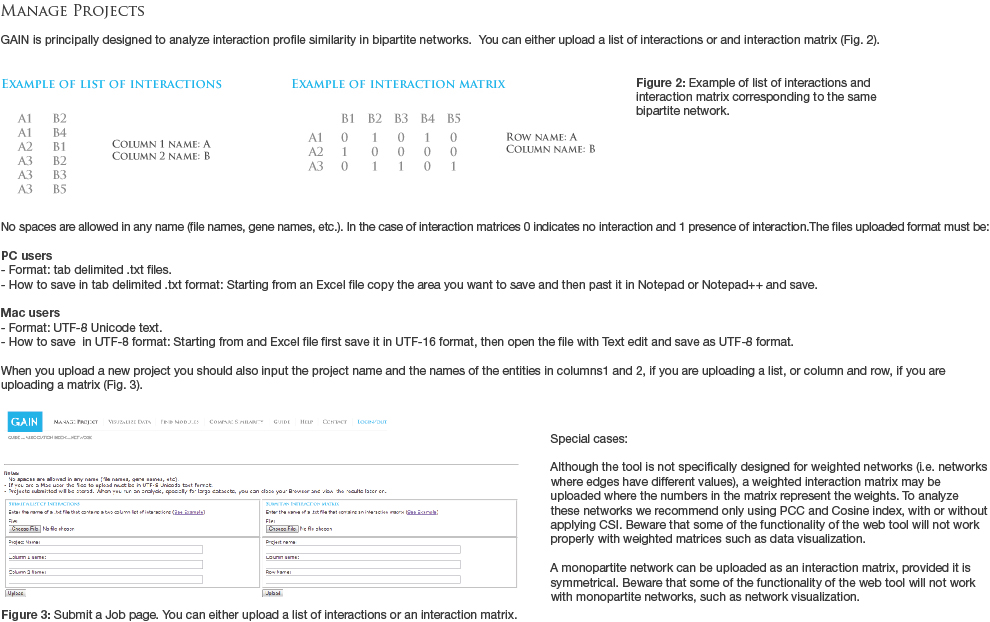 Manage Projects
GAIN is principally designed to analyze interaction profile similarity in bipartite networks.  You can either upload a list of interactions or and interaction matrix (Fig. 2).
Example of list of interactions
A1 B2
A1 B4
A2 B1
A3 B2
A3 B3
A3 B5
Column 1 name: A
Column 2 name: B
Example of interaction matrix
B1 B2 B3 B4 B5
A1 0 1 0 1 0
A2 1 0 0 0 0
A3 0 1 1 0 1
Row name: A
Column name: B
Figure 2: Example of list of interactions and
interaction matrix corresponding to the same
bipartite network.
No spaces are allowed in any name (file names, gene names, etc.). In the case of interaction matrices 0 indicates no interaction and 1 presence of interaction.The files uploaded format must be:
PC users
- Format: tab delimited .txt files.
- How to save in tab delimited .txt format: Starting from an Excel file copy the area you want to save and then past it in Notepad or Notepad++ and save.
Mac users
- Format: UTF-8 Unicode text.
- How to save  in UTF-8 format: Starting from and Excel file first save it in UTF-16 format, then open the file with Text edit and save as UTF-8 format.
When you upload a new project you should also input the project name and the names of the entities in columns1 and 2, if you are uploading a list, or column and row, if you are
uploading a matrix (Fig. 3).
GAIN Manage Project Visualize Data Find Modules Compare Similarity Guide Help Contact Login/Out
Notes
- No spaces are allowed in any name (file names, gene names, etc).
- If you are a Mac user the files to upload must be in UTF-8 Unicode text format.
- Projects submitted will be stored. When you run an analysis, specially for large datasets, you can close your Browser and view the results later on.
Submit list of interactions
Enter the name of a .txt file that contains a two column list of interactions (See Example)
File:
Choose File No file chosen
Project Name:
Column 1 Name:
Column 2 Name:
Upload
Submit an interaction matrix
Enter the name of a .txt file that contains an interaction matrix (See Example)
File:
Choose File No file chosen
Project name:
Column Name:
Row Name:
Upload
Figure 3: Submit a Job page. You can either upload a list of interactions or an interaction matrix.
Special cases:
Although the tool is not specifically designed for weighted networks (i.e. networks
where edges have different values), a weighted interaction matrix may be
uploaded where the numbers in the matrix represent the weights. To analyze
these networks we recommend only using PCC and Cosine index, with or without
applying CSI. Beware that some of the functionality of the web tool will not work
properly with weighted matrices such as data visualization.
A monopartite network can be uploaded as an interaction matrix, provided it is
symmetrical. Beware that some of the functionality of the web tool will not work
with monopartite networks, such as network visualization.